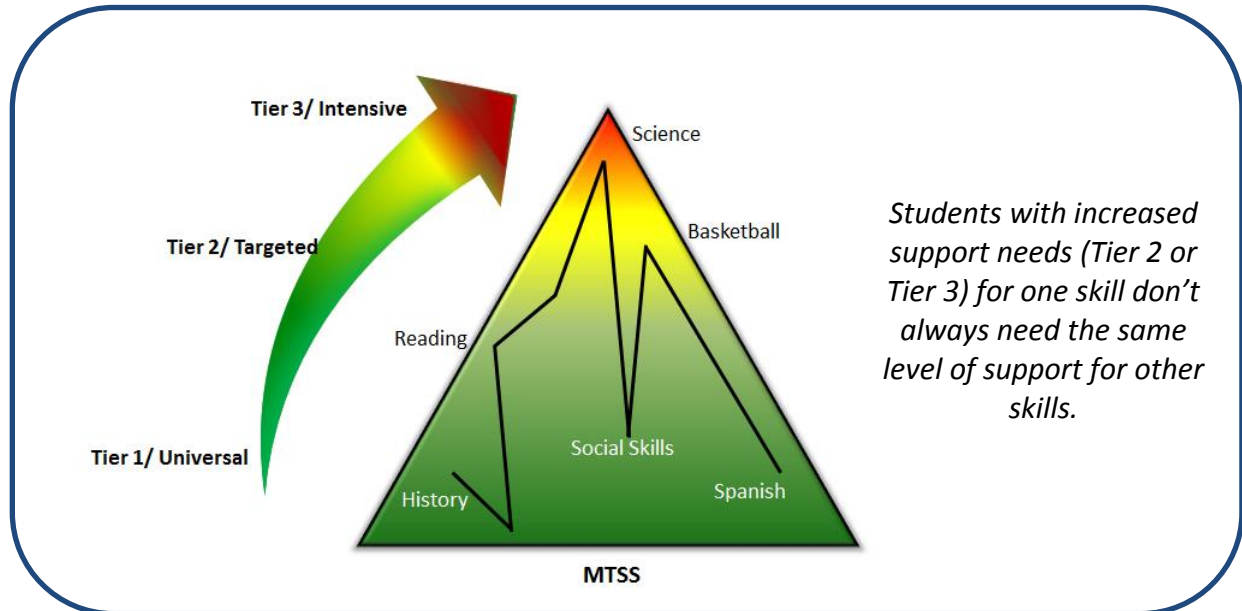 Tier 3/ Intensive
Science
Basketball
Tier 2/ Targeted
Reading
Social Skills
Tier 1/ Universal
History
Spanish
MTSS
Students with increased
support needs (Tier 2 or
Tier 3) for one skill don’t
always need the same
level of support for other
skills.